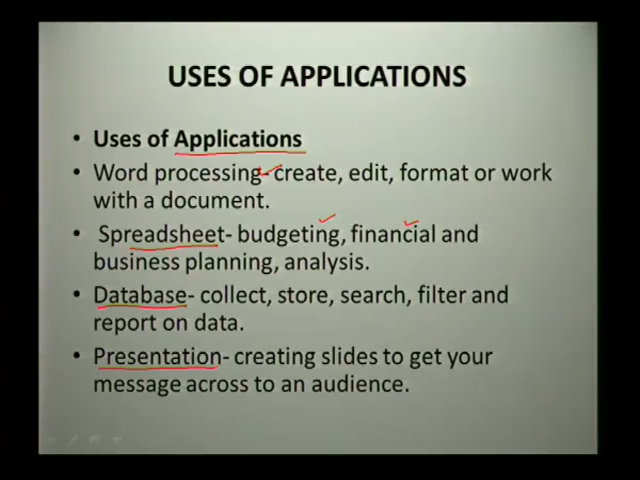 USES OF APPLICATIONS
• Uses of Applications
• Word processing- create, edit, format or work
with a document.
• Spreadsheet- budgeting, financial and
business planning, analysis.
• Database- collect, store, search, filter and
report on data.
• Presentation- creating slides to get your
message across to an audience.